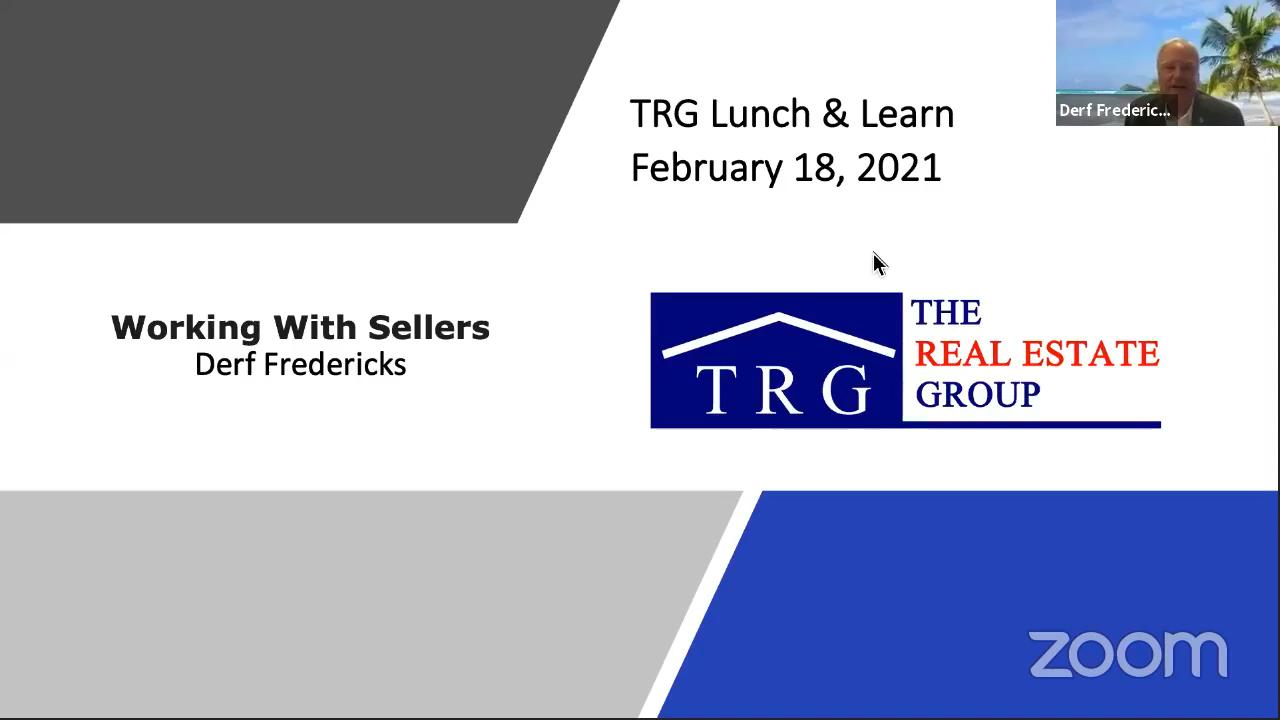 TRG Lunch & Learn
February 18, 2021
Derf Frederic...
Working With Sellers
Derf Fredericks
TRG
THE
REAL ESTATE
GROUP
zoom